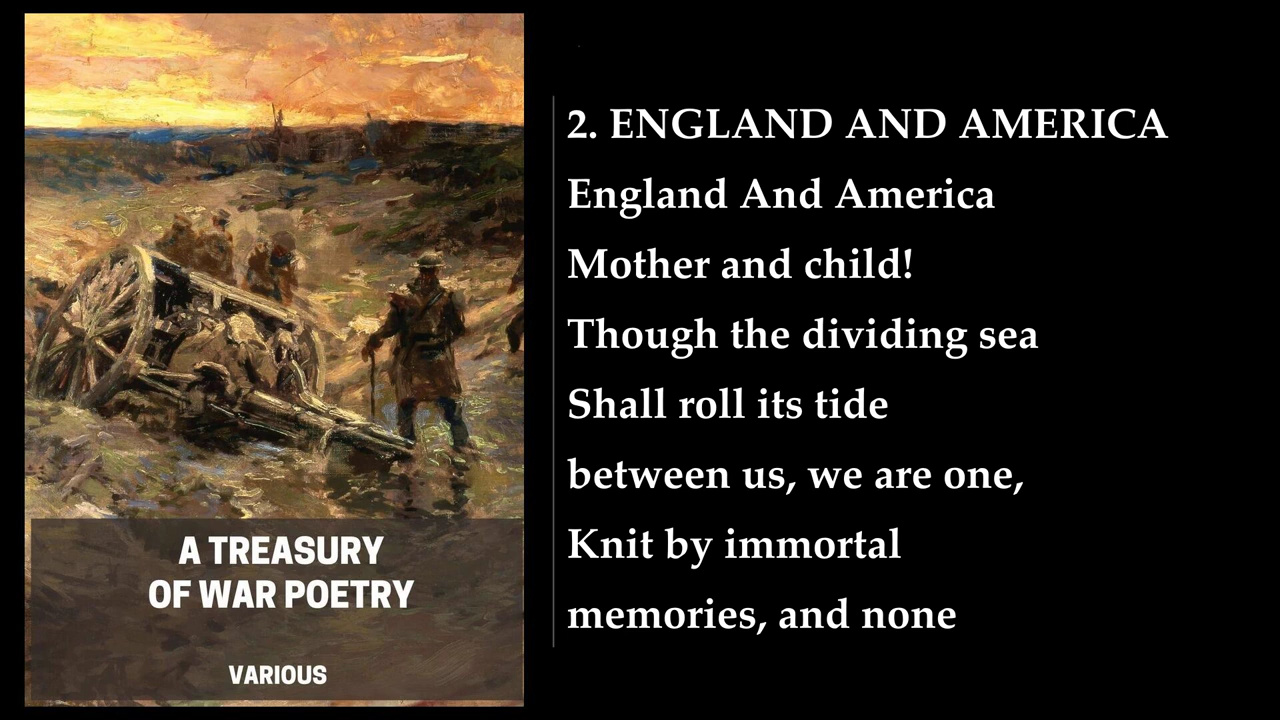 A TREASURY
OF WAR POETRY
VARIOUS
2. ENGLAND AND AMERICA
England And America
Mother and child!
Though the dividing sea
Shall roll its tide
between us, we are one,
Knit by immortal
memories, and none